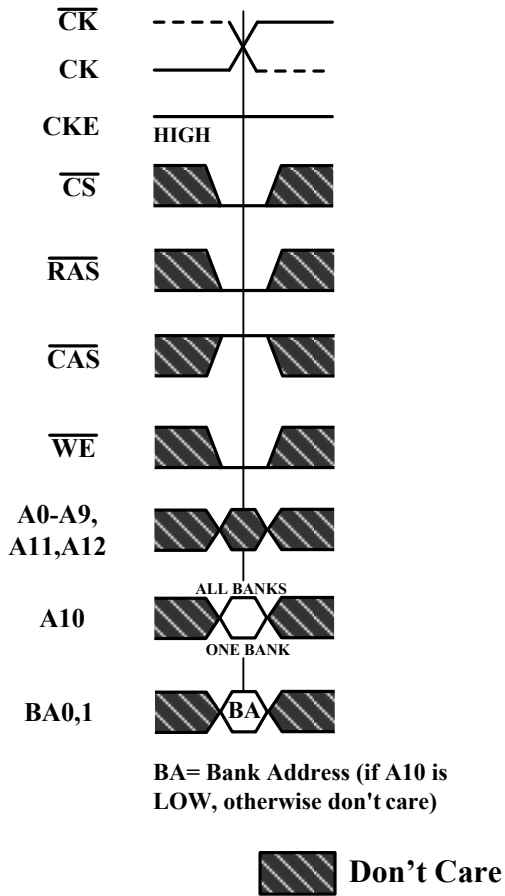 CK
CK
CKE
HIGH
CS
RAS
CAS
WE
A0-A9,
A11,A12
ALL BANKS
A10
ONE BANK
BA0,1
BA
BA= Bank Address (if A10 is
LOW, otherwise don't care)
Don't Care